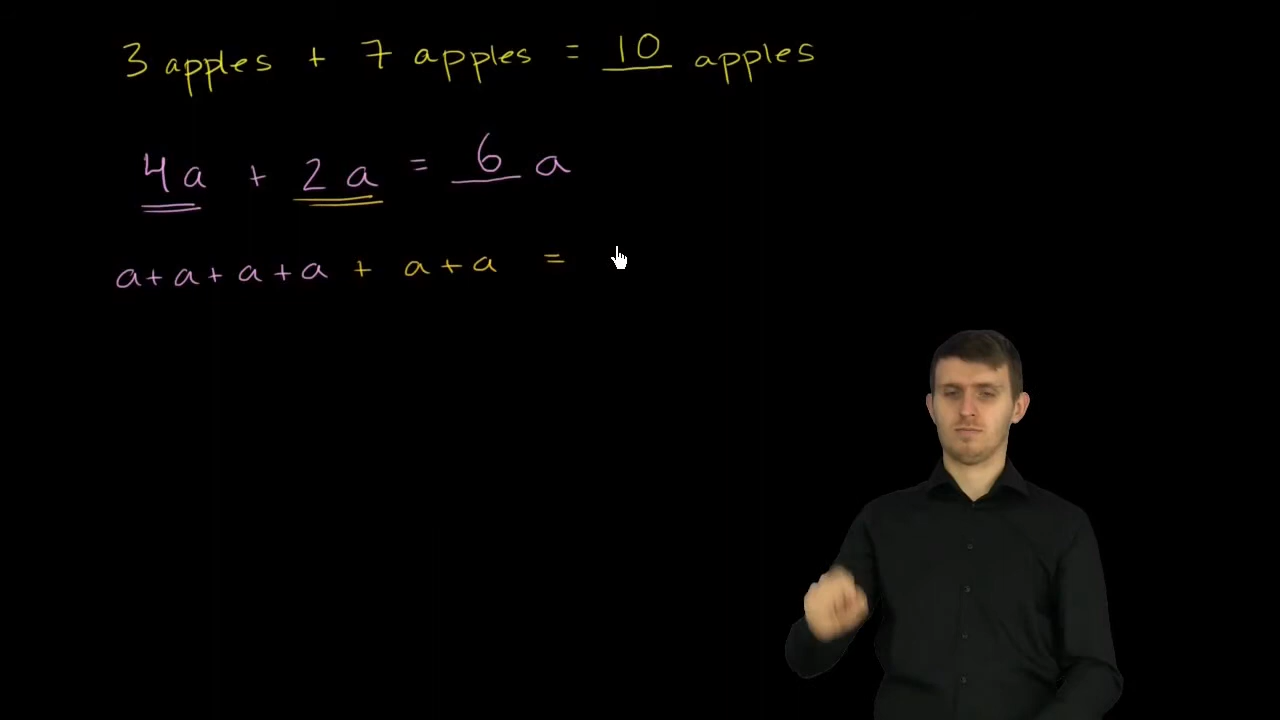 3 apples + 7 apples = 10 apples
4a + 2a = 6 a
a+a+a+a + a+a =